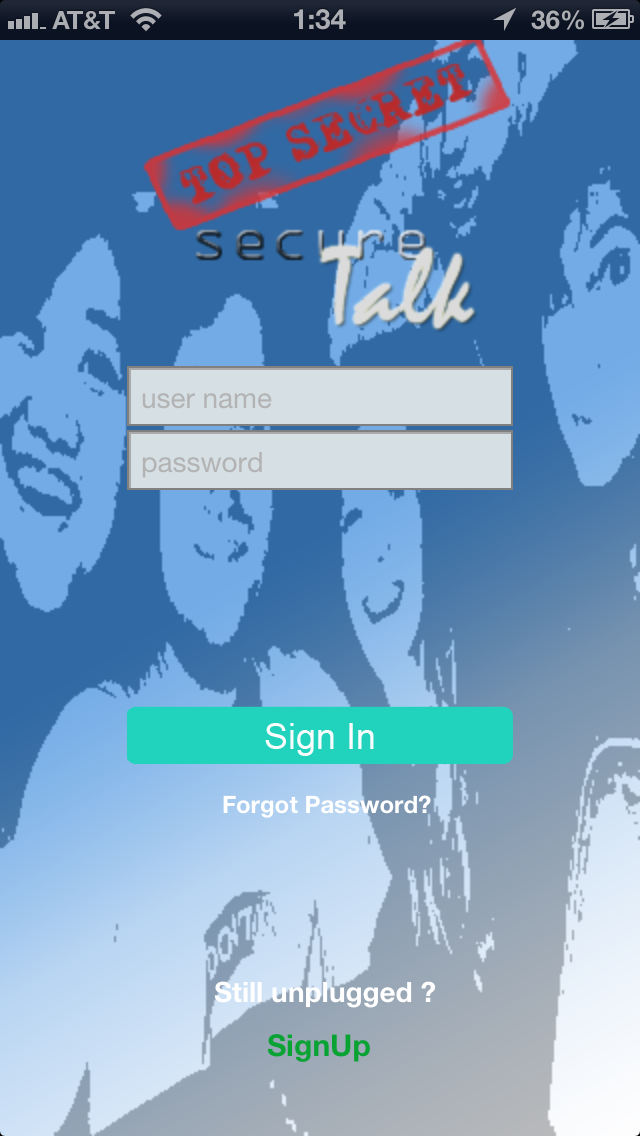 AT&T 1:34 36%
TOP SECRET
secure
Talk
user name
password
Sign In
Forgot Password?
Still unplugged ?
SignUp